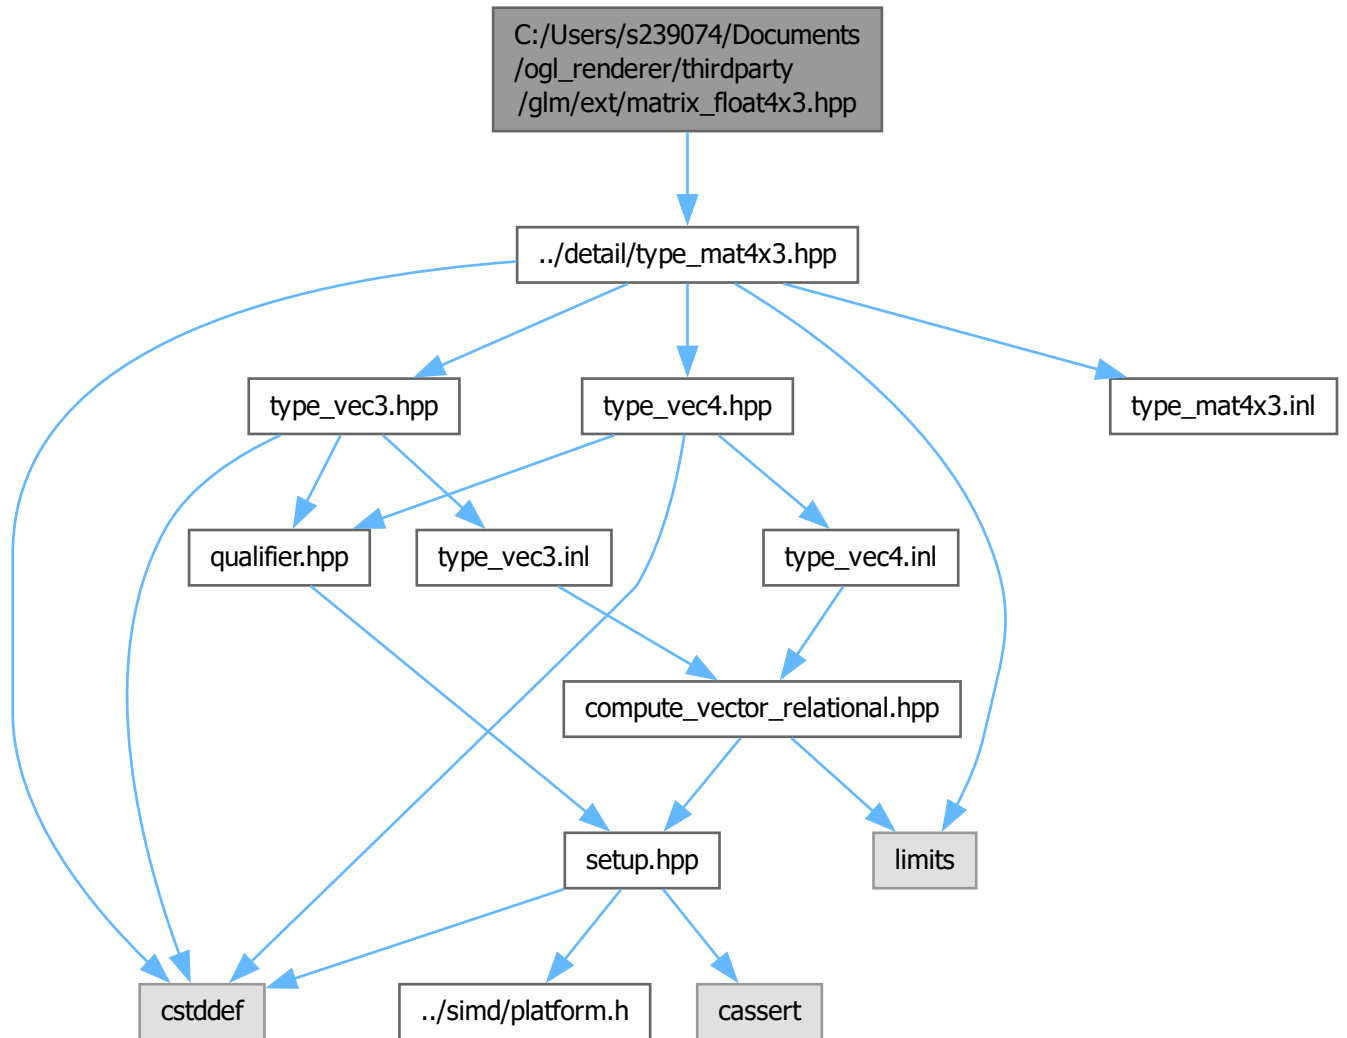 C:/Users/s239074/Documents
/ogl_renderer/thirdparty
/glm/ext/matrix_float4x3.hpp
../detail/type_mat4x3.hpp
type_vec3.hpp
type_vec4.hpp
type_mat4x3.inl
qualifier.hpp
type_vec3.inl
type_vec4.inl
compute_vector_relational.hpp
setup.hpp
limits
cstddef
../simd/platform.h
cassert